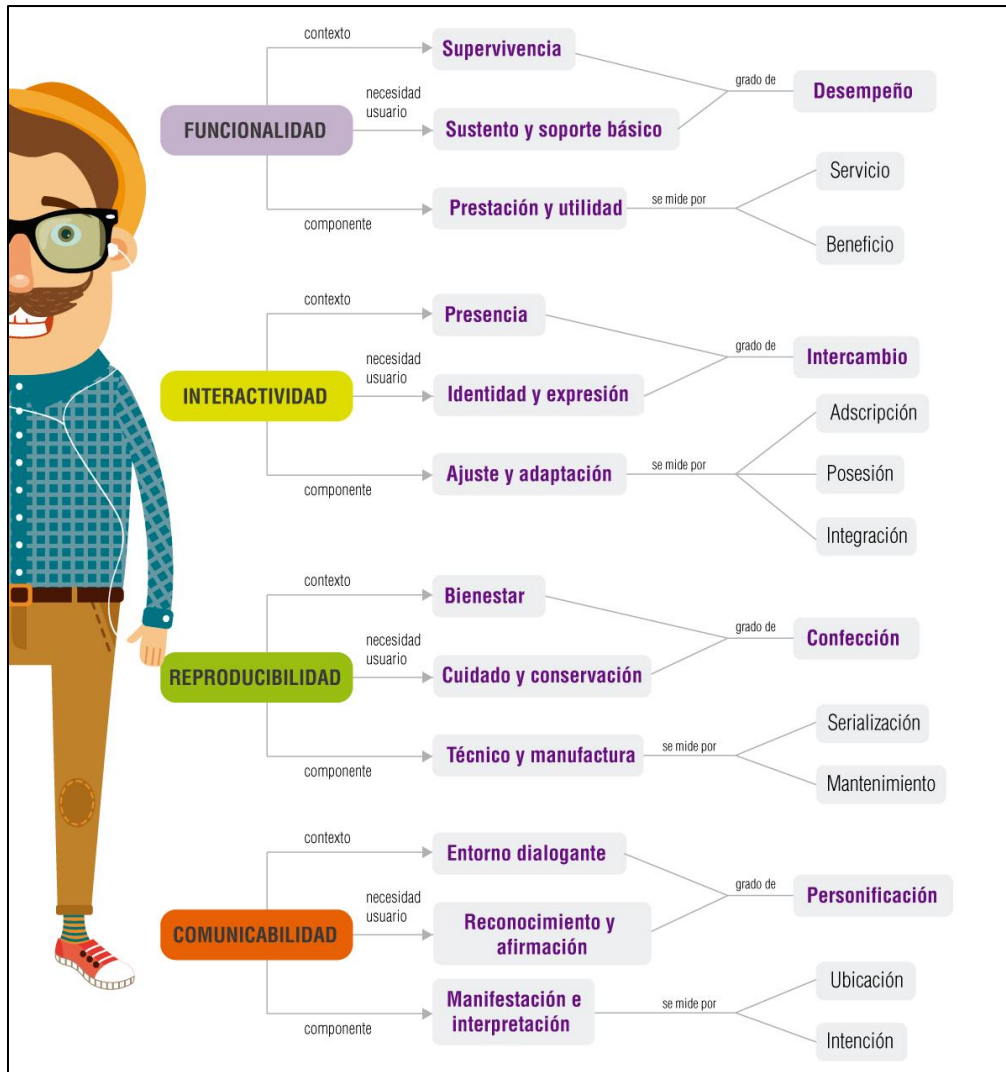 contexto
Supervivencia
necesidad
usuario
grado de
Desempeño
FUNCIONALIDAD
Sustento y soporte básico
Servicio
Prestación y utilidad
se mide por
componente
Beneficio
contexto
Presencia
necesidad
usuario
grado de
Intercambio
INTERACTIVIDAD
Identidad y expresión
Adscripción
Ajuste y adaptación
se mide por
Posesión
componente
Integración
contexto
Bienestar
necesidad
usuario
grado de
Confección
REPRODUCIBILIDAD
Cuidado y conservación
Serialización
Técnico y manufactura
se mide por
componente
Mantenimiento
contexto
Entorno dialogante
necesidad
usuario
grado de
Personificación
COMUNICABILIDAD
Reconocimiento y
afirmación
Ubicación
Manifestación e
interpretación
se mide por
componente
Intención